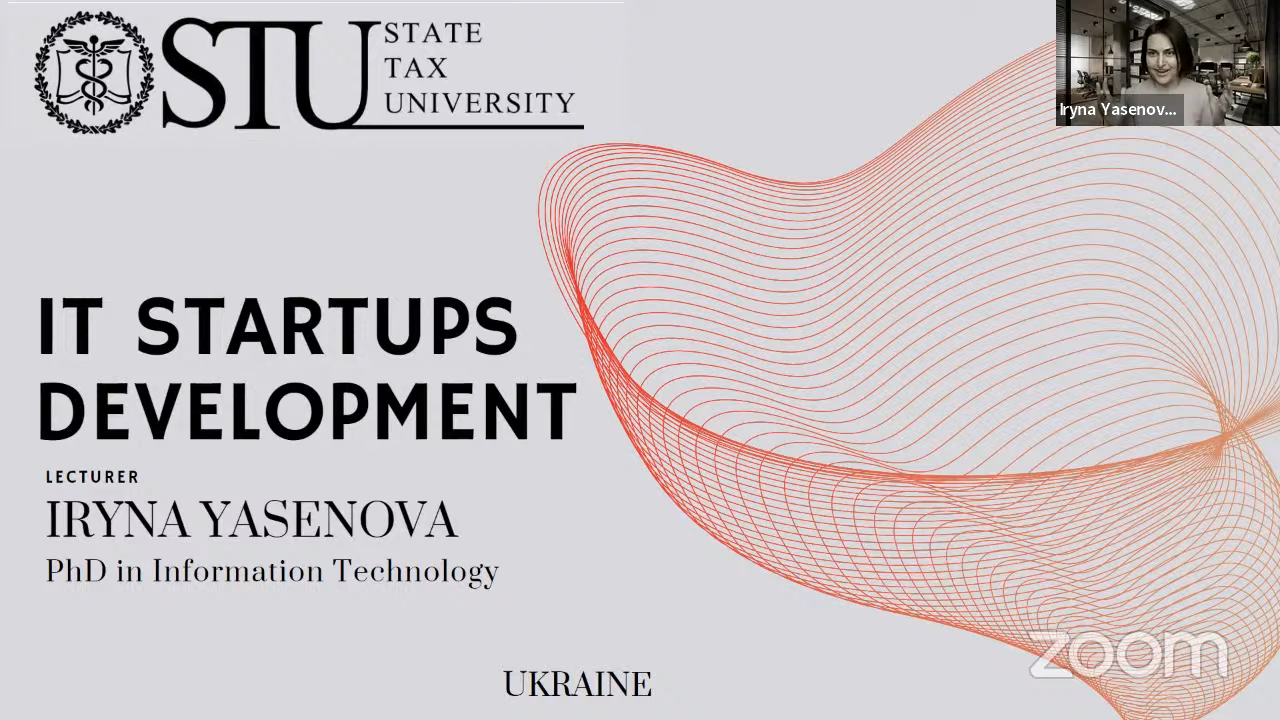 STU
STATE
TAX
UNIVERSITY
Iryna Yasenov...
IT STARTUPS
DEVELOPMENT
LECTURER
IRYNA YASENOVA
PhD in Information Technology
zoom
UKRAINE